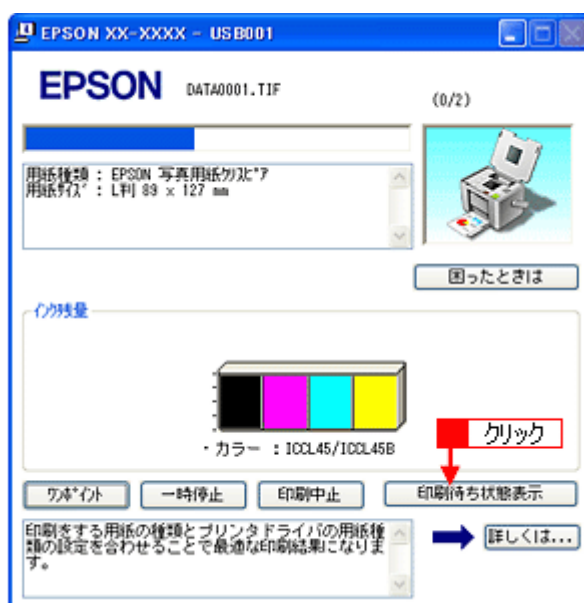 EPSON XX-XXXX - USB001
EPSON
DATA0001.TIF
(0/2)
用紙種類 : EPSON 写真用紙クリスピア
用紙サイズ : L判 89 x 127 mm
困ったときは
インク残量
・カラー : ICCL45/ICCL45B
クリック
ワンポイント
一時停止
印刷中止
印刷待ち状態表示
印刷をする用紙の種類とプリンタドライバの用紙種
類の設定を合わせることで最適な印刷結果になりま
す。
詳しくは...